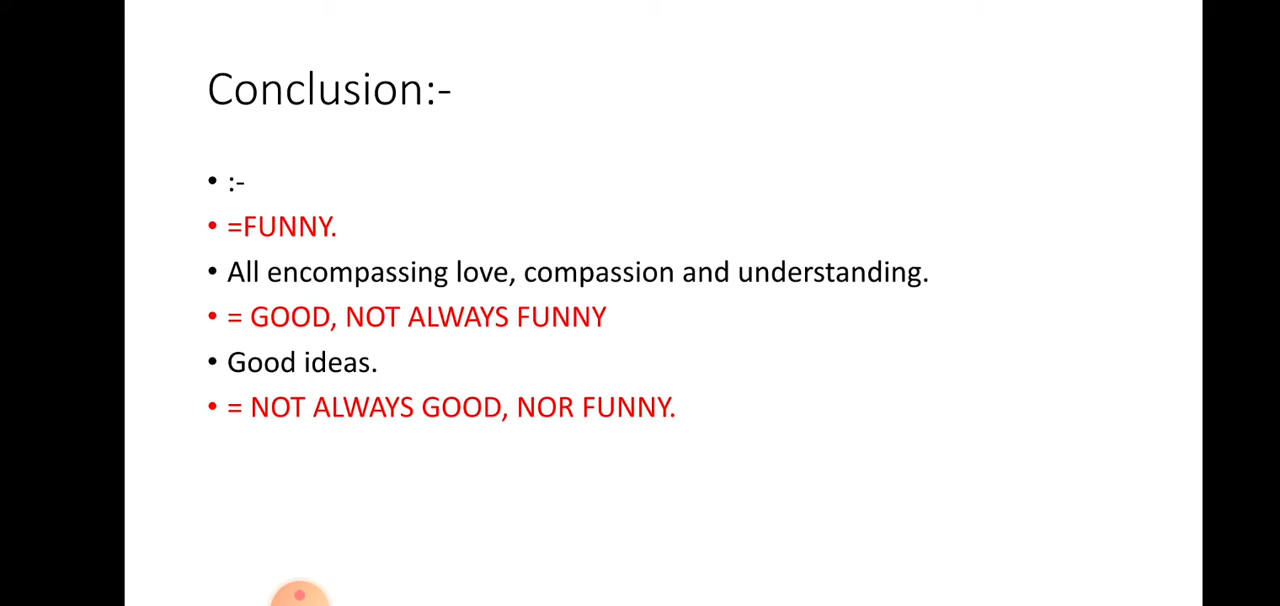 Conclusion:-
• :-
• =FUNNY.
• All encompassing love, compassion and understanding.
• = GOOD, NOT ALWAYS FUNNY
• Good ideas.
• = NOT ALWAYS GOOD, NOR FUNNY.